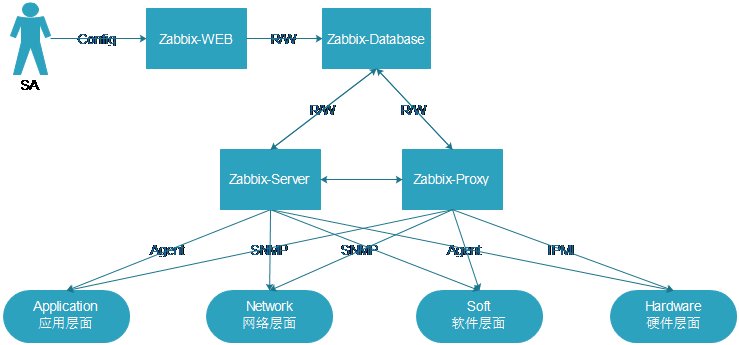 Config
Zabbix-WEB
R/W
Zabbix-Database
SA
R/W
R/W
Zabbix-Server
Zabbix-Proxy
Agent
SNMP
SNMP
Agent
IPMI
Application
应用层面
Network
网络层面
Soft
软件层面
Hardware
硬件层面